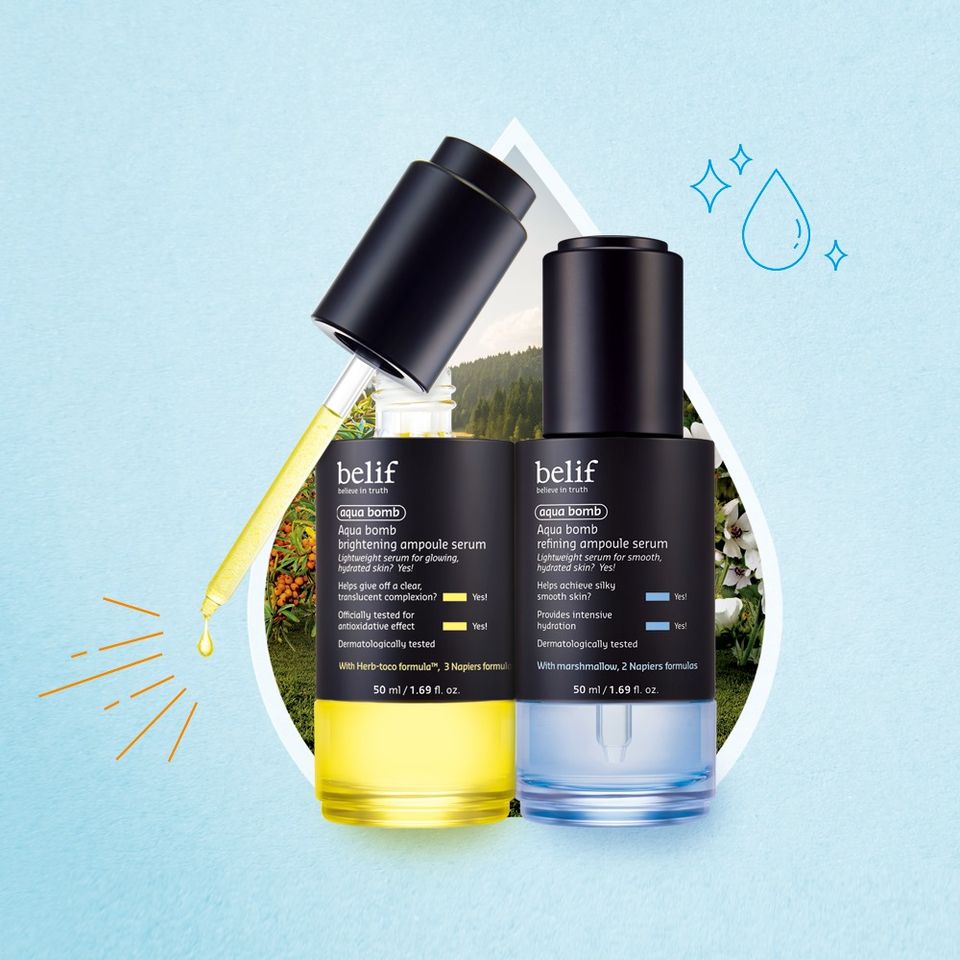 belif
believe in truth
aqua bomb
Aqua bomb
brightening ampoule serum
Lightweight serum for glowing,
hydrated skin? Yes!
Helps give off a clear,
translucent complexion? Yes!
Officially tested for
antioxidative effect Yes!
Dermatologically tested
With Herb-toco formula™, 3 Napiers formul
50 ml / 1.69 fl. oz.
belif
believe in truth
aqua bomb
Aqua bomb
refining ampoule serum
Lightweight serum for smooth,
hydrated skin? Yes!
Helps achieve silky
smooth skin? Yes!
Provides intensive
hydration Yes!
Dermatologically tested
With marshmallow, 2 Napiers formulas
50 ml / 1.69 fl. oz.